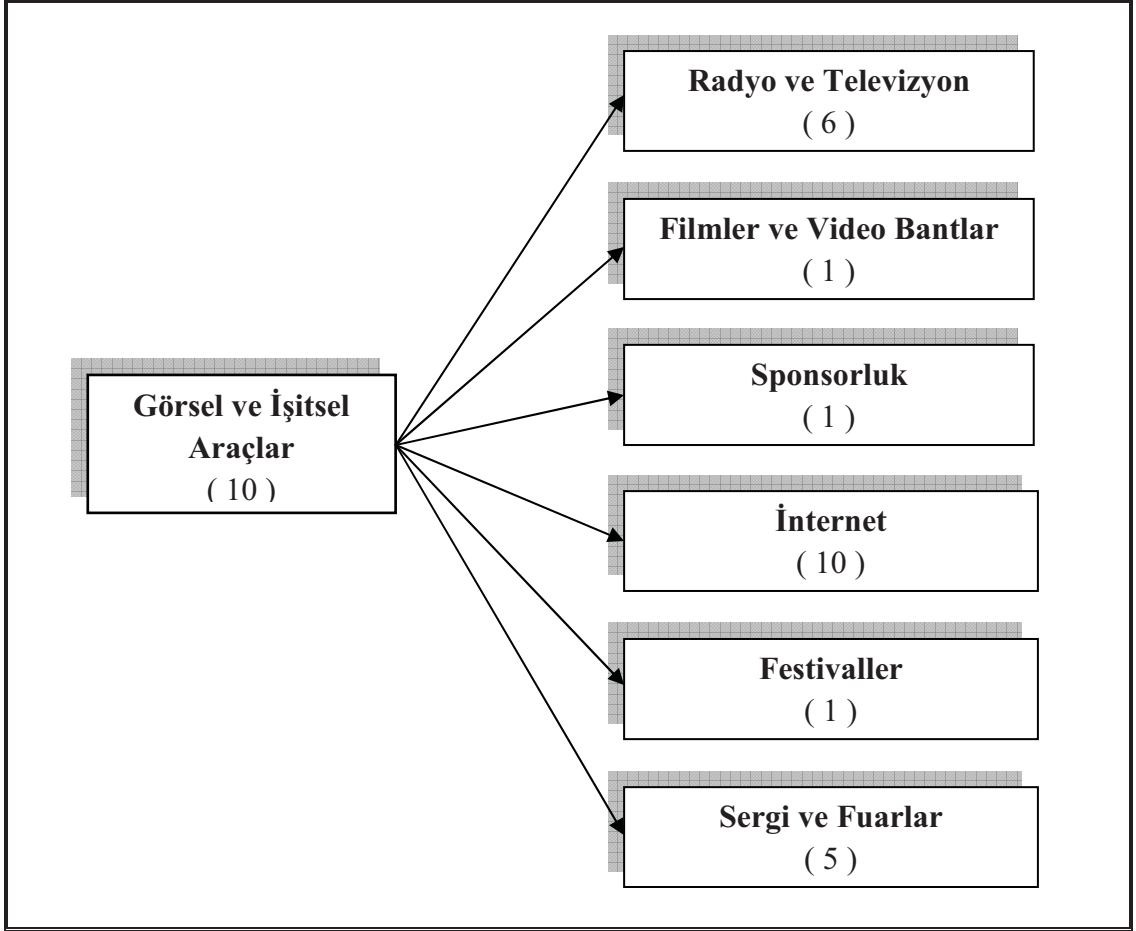 Radyo ve Televizyon
( 6 )
Filmler ve Video Bantlar
( 1 )
Sponsorluk
( 1 )
Görsel ve İşitsel
Araçlar
( 10 )
İnternet
( 10 )
Festivaller
( 1 )
Sergi ve Fuarlar
( 5 )